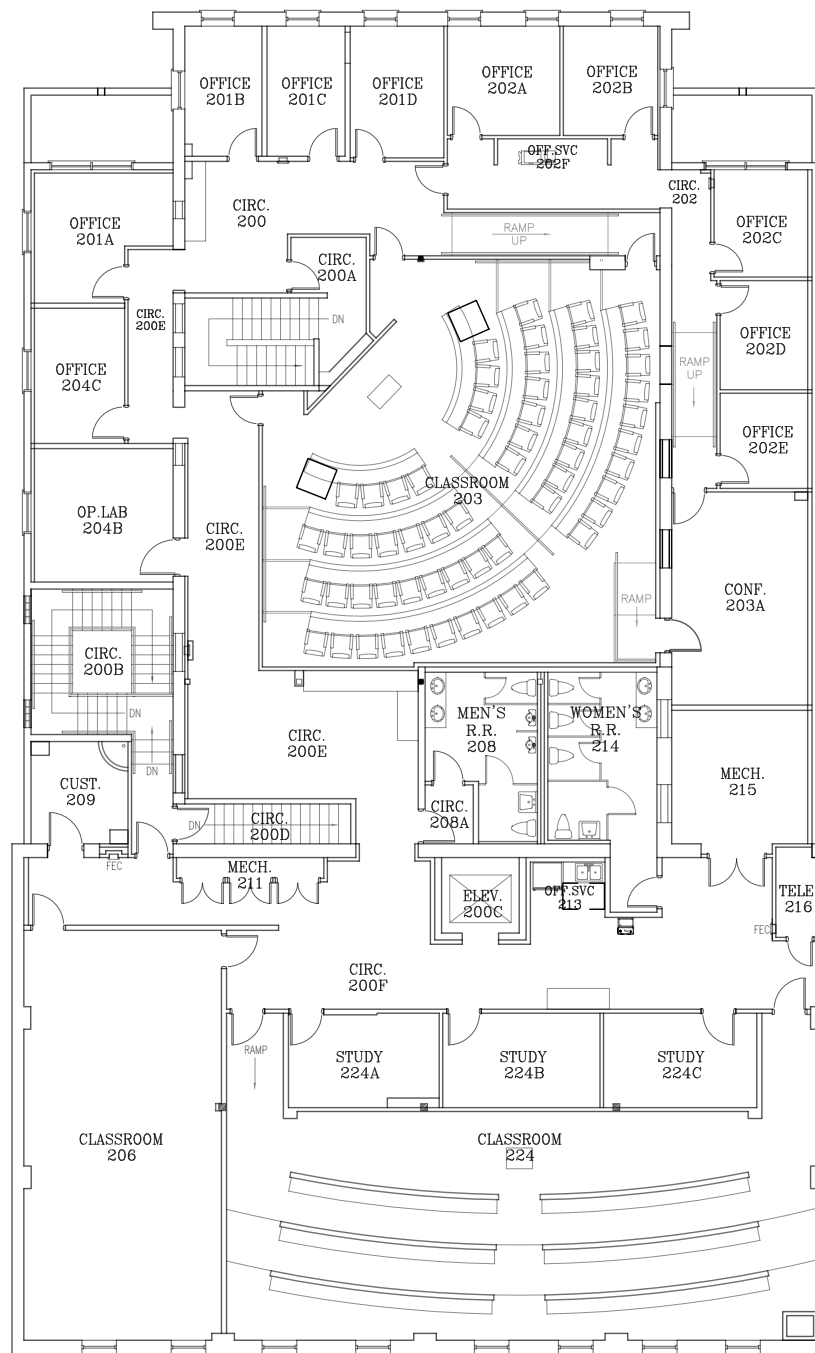 OFFICE
201B
OFFICE
201C
OFFICE
201D
OFFICE
202A
OFFICE
202B
OFF.SVC
202F
CIRC.
200
CIRC.
202
OFFICE
201A
OFFICE
202C
RAMP
UP
CIRC.
200A
CIRC.
200E
DN
OFFICE
202D
OFFICE
204C
RAMP
UP
OFFICE
202E
CLASSROOM
203
OP.LAB
204B
CIRC.
200E
CONF.
203A
RAMP
CIRC.
200B
DN
DN
MEN'S
R.R.
208
WOMEN'S
R.R.
214
CIRC.
200E
MECH.
215
CUST.
209
DN
CIRC.
200D
CIRC.
208A
FEC
MECH.
211
ELEV.
200C
OFF.SVC
213
TELE
216
FEC
CIRC.
200F
RAMP
STUDY
224A
STUDY
224B
STUDY
224C
CLASSROOM
206
CLASSROOM
224